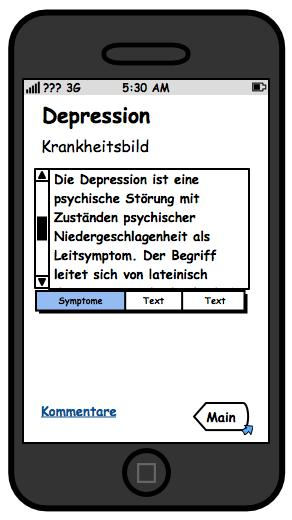 ??? 3G 5:30 AM
Depression
Krankheitsbild
Die Depression ist eine
psychische Störung mit
Zuständen psychischer
Niedergeschlagenheit als
Leitsymptom. Der Begriff
leitet sich von lateinisch
Symptome Text Text
Kommentare Main